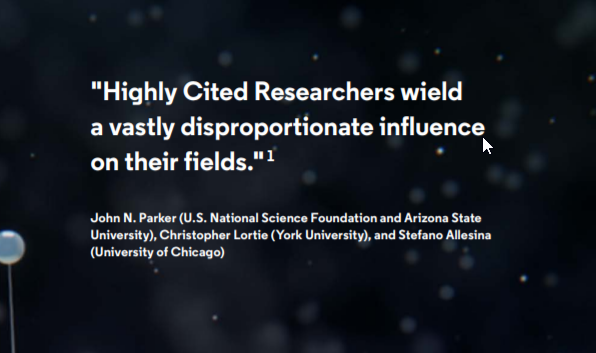 "Highly Cited Researchers wield
a vastly disproportionate influence
on their fields."1
John N. Parker (U.S. National Science Foundation and Arizona State
University), Christopher Lortie (York University), and Stefano Allesina
(University of Chicago)